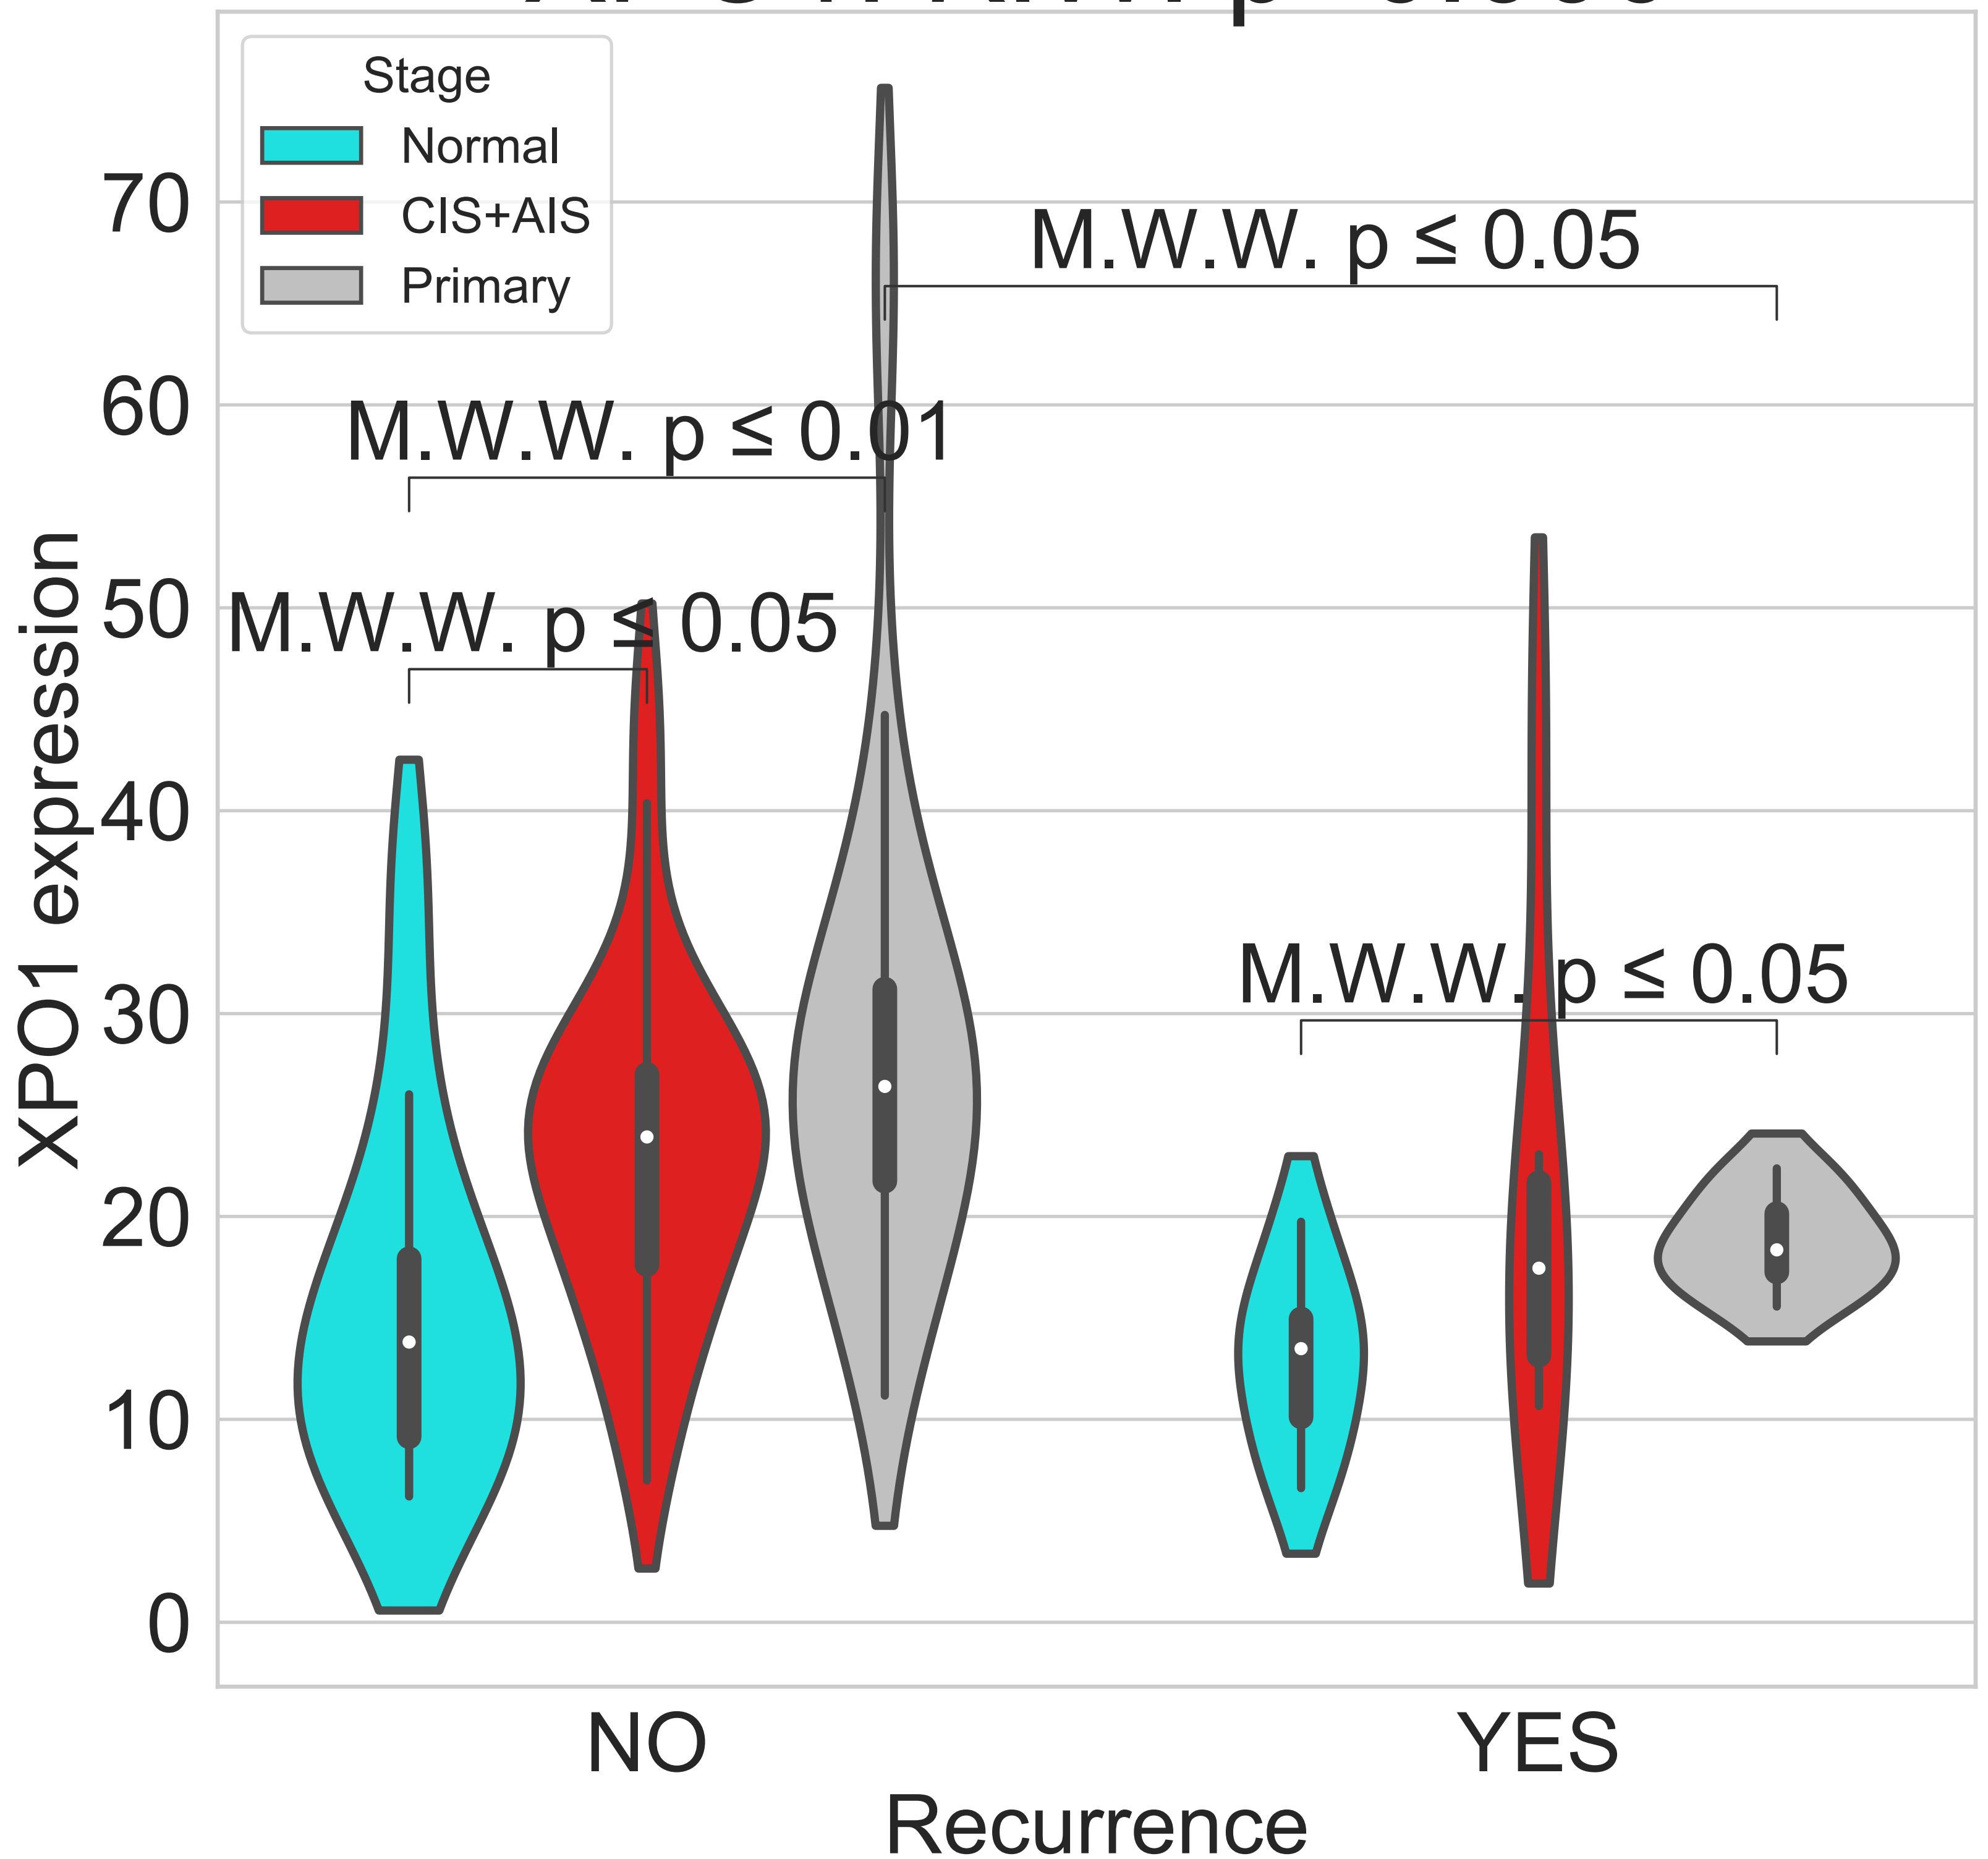 Stage
Normal
CIS+AIS
Primary
M.W.W. p ≤ 0.05
M.W.W. p ≤ 0.01
M.W.W. p ≤ 0.05
M.W.W. p ≤ 0.05
70
60
50
40
30
20
10
0
XPO1 expression
NO
YES
Recurrence